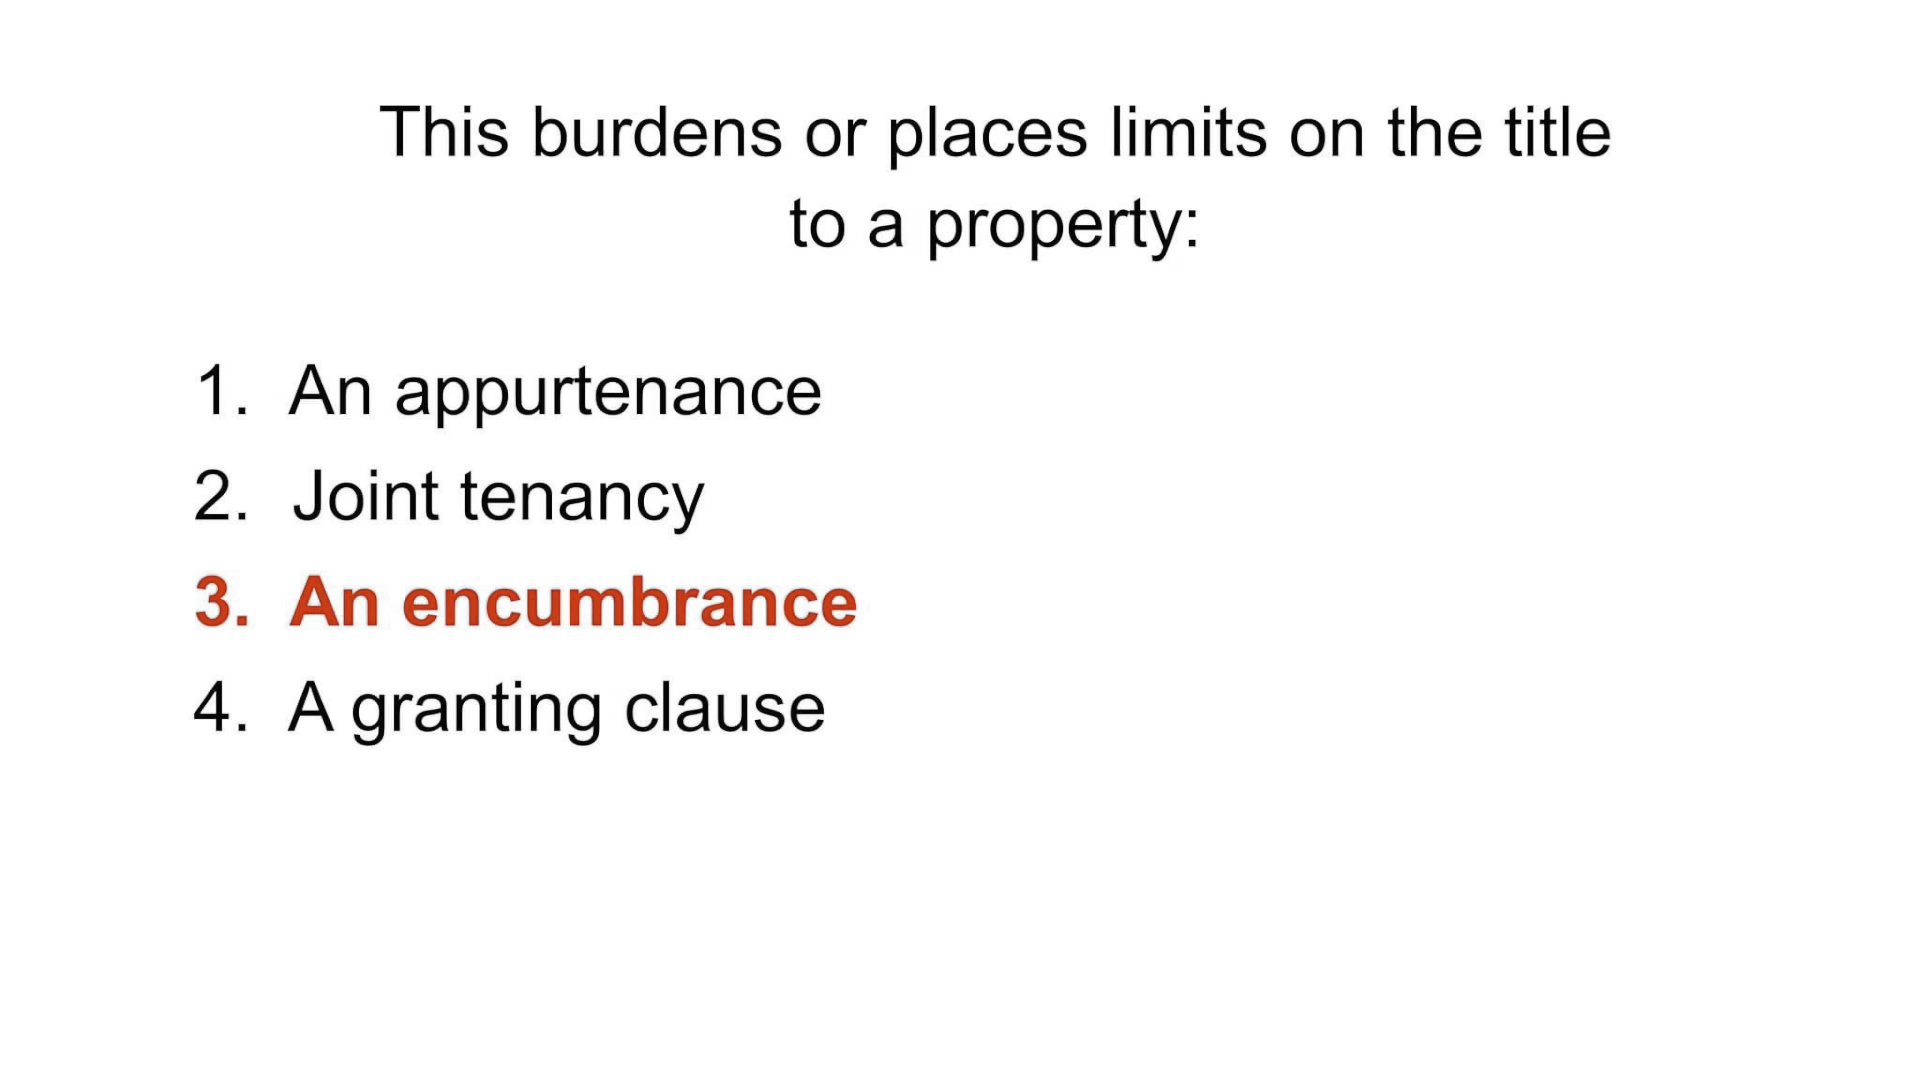 This burdens or places limits on the title
to a property:
1. An appurtenance
2. Joint tenancy
3. An encumbrance
4. A granting clause